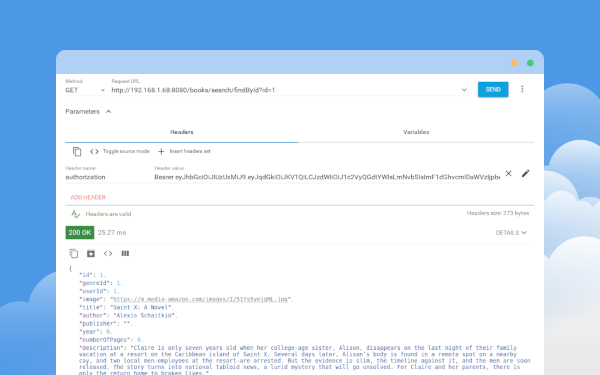 Method
Request URL
GET
http://192.168.1.68:8080/books/search/findById?id=1
SEND
Parameters
Headers
Variables
Toggle source mode
Insert headers set
Header name
Header value
authorization
Bearer
ADD HEADER
Headers are valid
Headers size: 273 bytes
200 OK
25.27 ms
DETAILS
{
"id": 1,
"genreId": 1,
"userId": 1,
"image": "https://m.media-amazon.com/images/I/
"title": "Saint X: A Novel",
"author": "Alexis Schaitkin",
"publisher": "",
"year": 0,
"numberOfPages": 0,
"description": "Claire is only seven years old when her college-age sister, Alison, disappears on the last night of their family
vacation at a resort on the Caribbean island of Saint X. Several days later, Alison's body is found in a remote spot on a nearby
cay, and two local men-employees at the resort-are arrested. But the evidence is slim, the timeline against it, and the men are soon
released. The story turns into national tabloid news, a lurid mystery that will go unsolved. For Claire and her parents, there is
only the return home to broken lives."